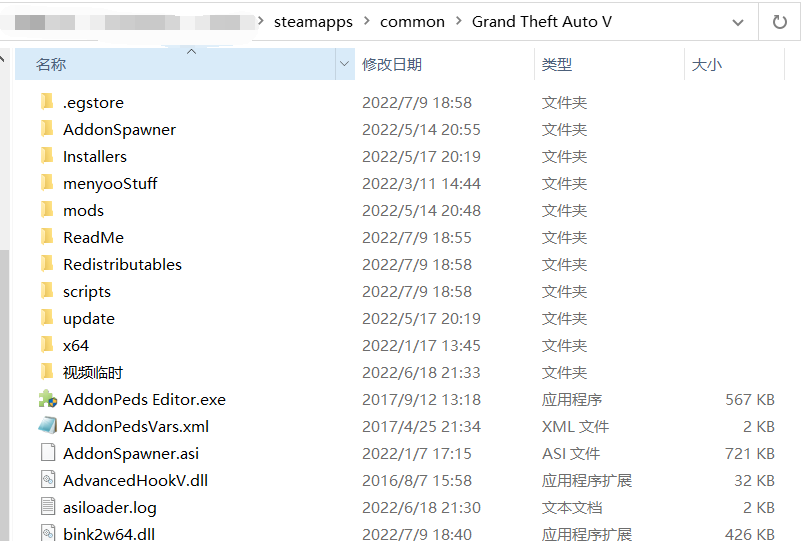 steamapps > common > Grand Theft Auto V
名称 修改日期 类型 大小
.egstore 2022/7/9 18:58 文件夹
AddonSpawner 2022/5/14 20:55 文件夹
Installers 2022/5/17 20:19 文件夹
menyooStuff 2022/3/11 14:44 文件夹
mods 2022/5/14 20:48 文件夹
ReadMe 2022/7/9 18:55 文件夹
Redistributables 2022/7/9 18:58 文件夹
scripts 2022/7/9 18:58 文件夹
update 2022/5/17 20:19 文件夹
x64 2022/1/17 13:45 文件夹
视频临时 2022/6/18 21:33 文件夹
AddonPeds Editor.exe 2017/9/12 13:18 应用程序 567 KB
AddonPedsVars.xml 2017/4/25 21:34 XML 文件 2 KB
AddonSpawner.asi 2022/1/7 17:15 ASI 文件 721 KB
AdvancedHookV.dll 2016/8/7 15:58 应用程序扩展 32 KB
asiloader.log 2022/6/18 21:30 文本文档 2 KB
bink2w64.dll 2022/7/9 18:40 应用程序扩展 426 KB